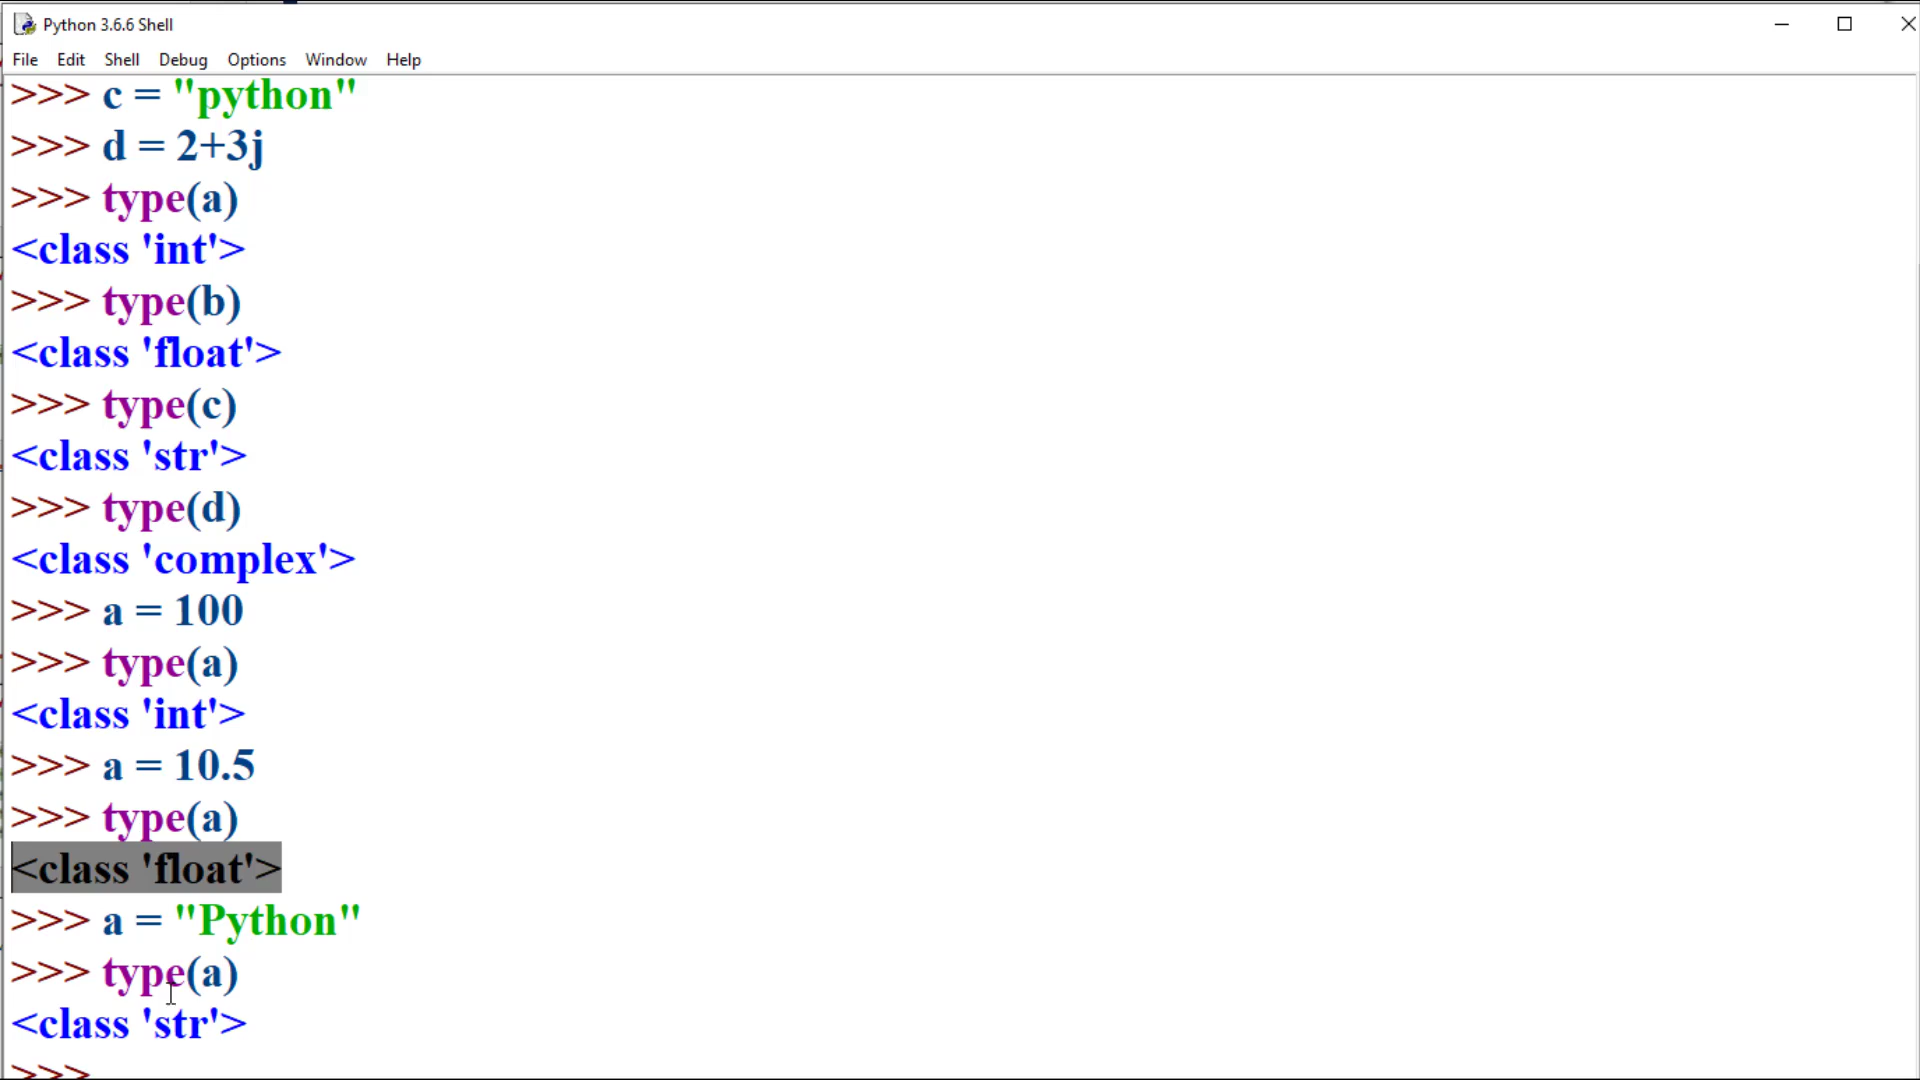 Python 3.6.6 Shell
File Edit Shell Debug Options Window Help
>>> c = "python"
>>> d = 2+3j
>>> type(a)
<class 'int'>
>>> type(b)
<class 'float'>
>>> type(c)
<class 'str'>
>>> type(d)
<class 'complex'>
>>> a = 100
>>> type(a)
<class 'int'>
>>> a = 10.5
>>> type(a)
<class 'float'>
>>> a = "Python"
>>> type(a)
<class 'str'>
>>>